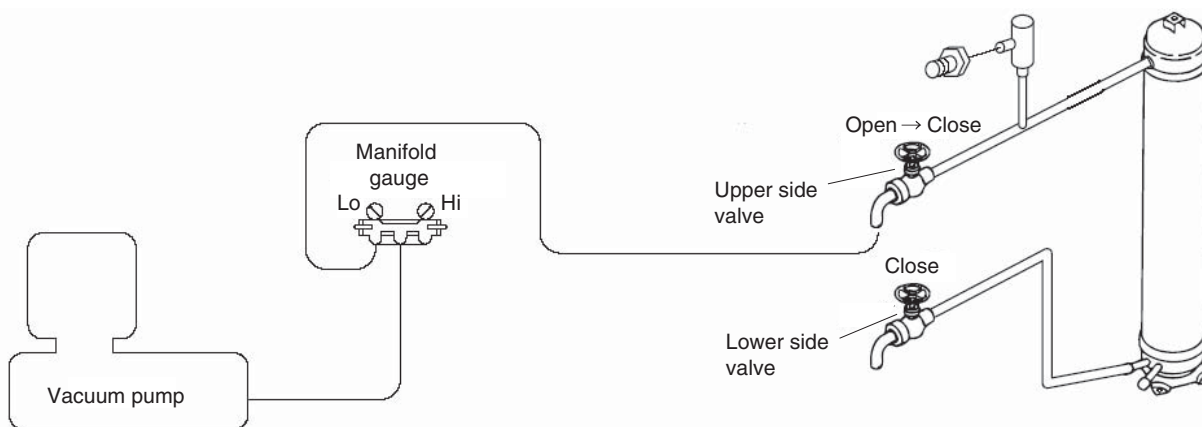 Open → Close
Manifold
gauge
Lo
Hi
Upper side
valve
Close
Lower side
valve
Vacuum pump